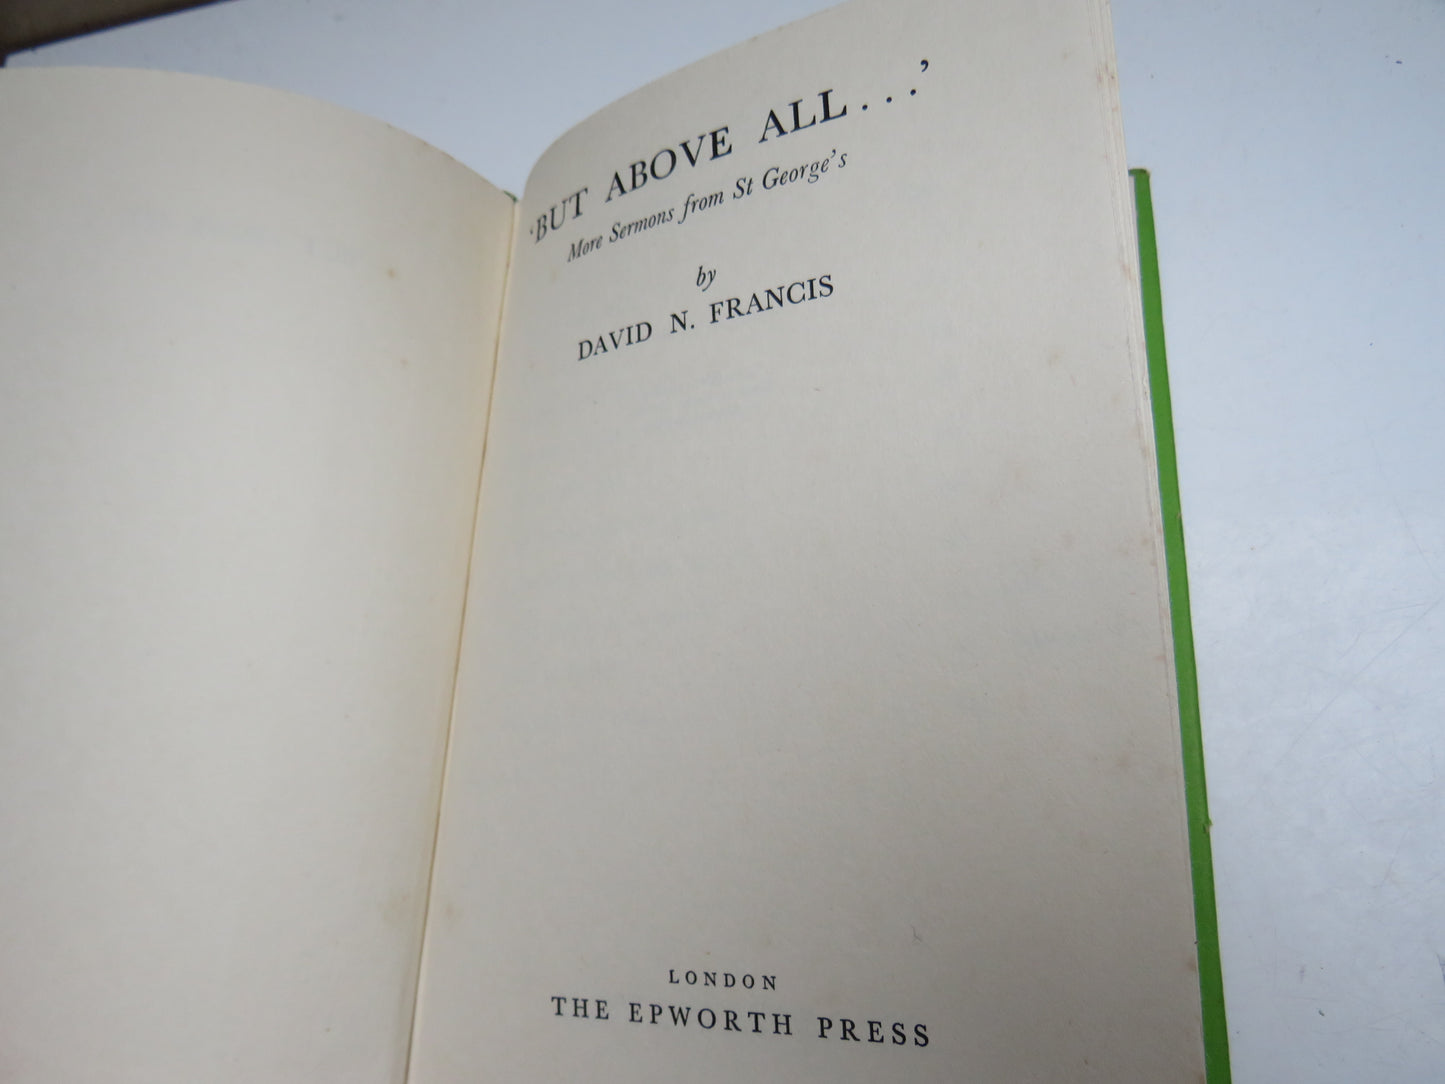 ‘BUT ABOVE ALL . . .’
More Sermons from St George’s
by
DAVID N. FRANCIS
LONDON
THE EPWORTH PRESS